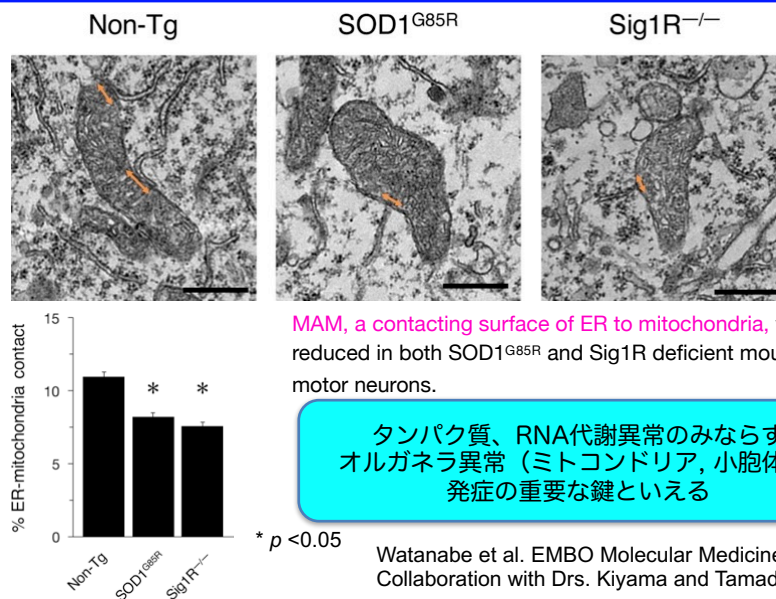 Non-Tg
SOD1G85R
Sig1R−/−
MAM, a contacting surface of ER to mitochondria,
reduced in both SOD1G85R and Sig1R deficient
motor neurons.
% ER-mitochondria contact
15
10
5
0
*
*
Non-Tg
SOD1G85R
Sig1R−/−
* p <0.05
タンパク質、RNA代謝異常のみならず
オルガネラ異常（ミトコンドリア, 小胞体
発症の重要な鍵といえる
Watanabe et al. EMBO Molecular Medicine
Collaboration with Drs. Kiyama and